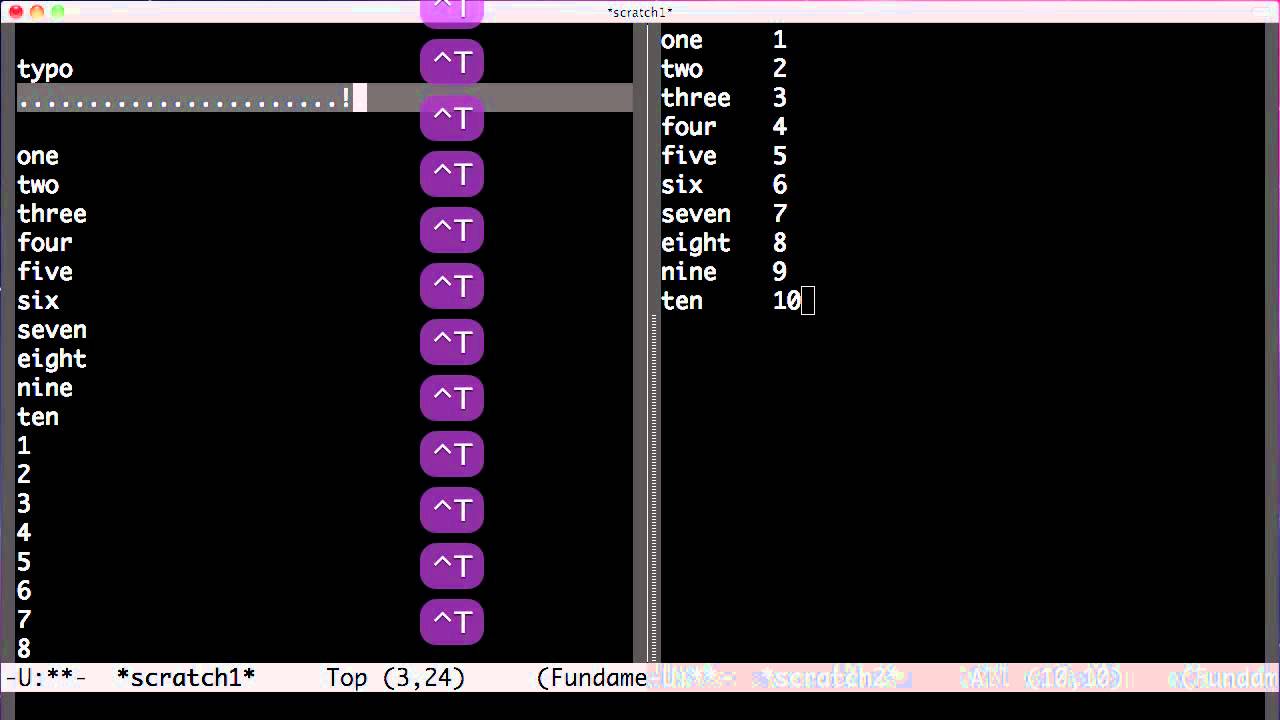 *scratch1*
typo
.......................!
one
two
three
four
five
six
seven
eight
nine
ten
1
2
3
4
5
6
7
8
^T
^T
^T
^T
^T
^T
^T
^T
^T
^T
^T
^T
one 1
two 2
three 3
four 4
five 5
six 6
seven 7
eight 8
nine 9
ten 10
-U:**- *scratch1* Top (3,24) (Fundame
-U:**- *scratch2* All (10,10)